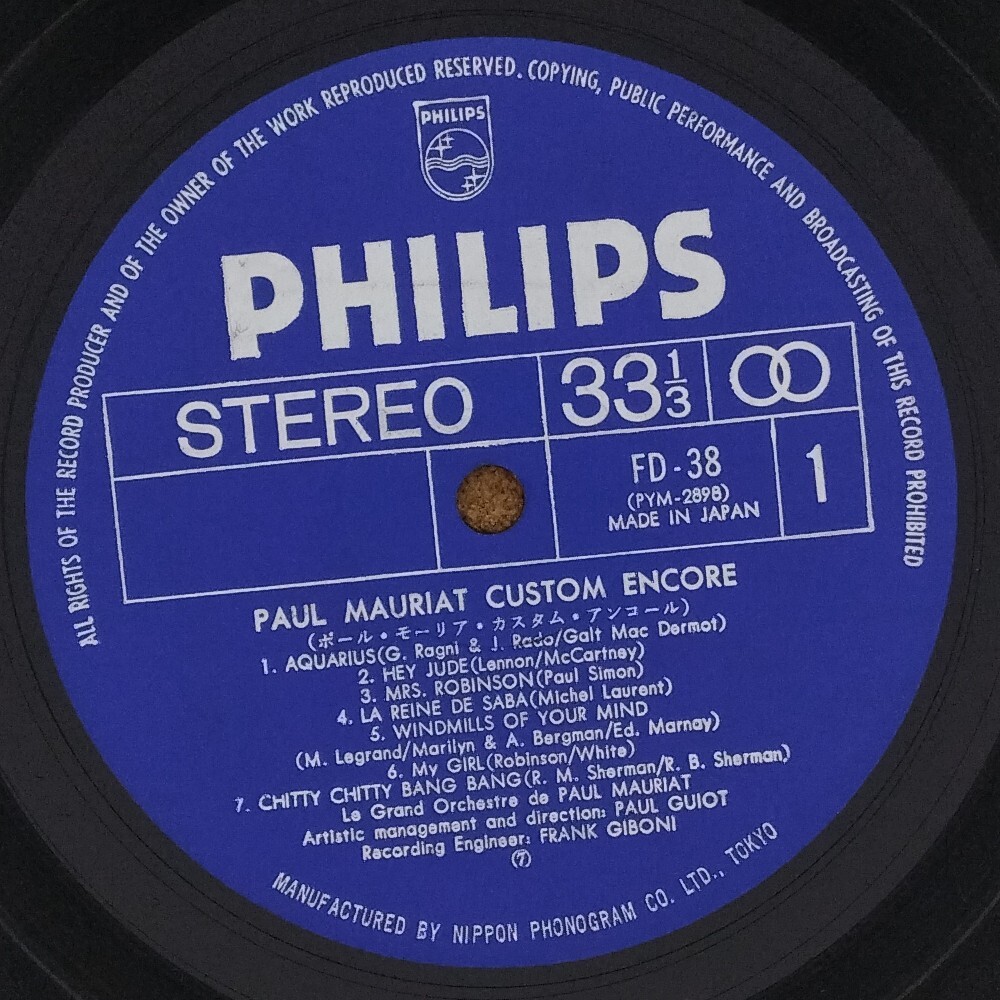 ALL RIGHTS OF THE RECORD PRODUCER AND OF THE OWNER OF THE WORK REPRODUCED RESERVED. COPYING, PUBLIC PERFORMANCE AND BROADCASTING OF THIS RECORD PROHIBITED
PHILIPS
PHILIPS
STEREO 33 1/3
FD-38 1
(PYM-2898)
MADE IN JAPAN
PAUL MAURIAT CUSTOM ENCORE
(ポール・モーリア・カスタム・アンコール)
1. AQUARIUS(G. Ragni & J. Rado/Galt Mac Dermot)
2. HEY JUDE(Lennon/McCartney)
3. MRS. ROBINSON(Paul Simon)
4. LA REINE DE SABA(Michel Laurent)
5. WINDMILLS OF YOUR MIND
(M. Legrand/Marilyn & A. Bergman/Ed. Marnay)
6. My GIRL(Robinson/White)
7. CHITTY CHITTY BANG BANG(R. M. Sherman/R. B. Sherman)
Le Grand Orchestre de PAUL MAURIAT
Artistic management and direction: PAUL GUIOT
Recording Engineer: FRANK GIBONI
(7)
MANUFACTURED BY NIPPON PHONOGRAM CO. LTD., TOKYO